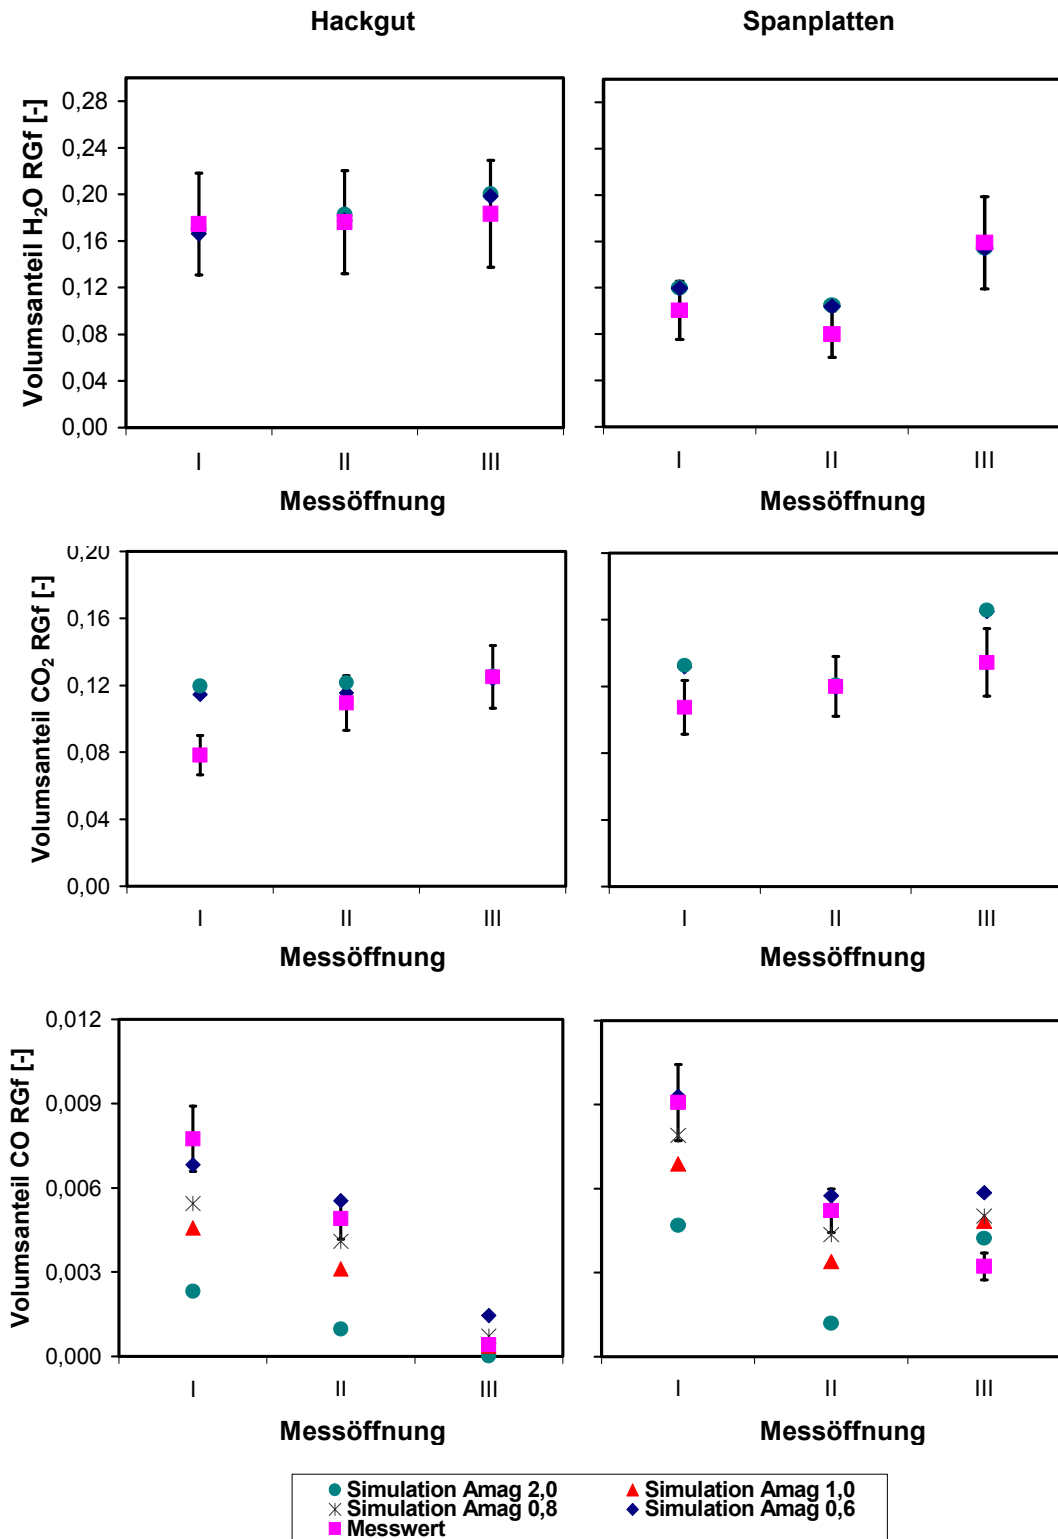 Hackgut
Spanplatten
Volumsanteil H₂O RGf [-]
0,28
0,24
0,20
0,16
0,12
0,08
0,04
0,00
I II III
Messöffnung
I II III
Messöffnung
Volumsanteil CO₂ RGf [-]
0,20
0,16
0,12
0,08
0,04
0,00
I II III
Messöffnung
I II III
Messöffnung
Volumsanteil CO RGf [-]
0,012
0,009
0,006
0,003
0,000
I II III
Messöffnung
I II III
Messöffnung
Simulation Amag 2,0
Simulation Amag 1,0
Simulation Amag 0,8
Simulation Amag 0,6
Messwert